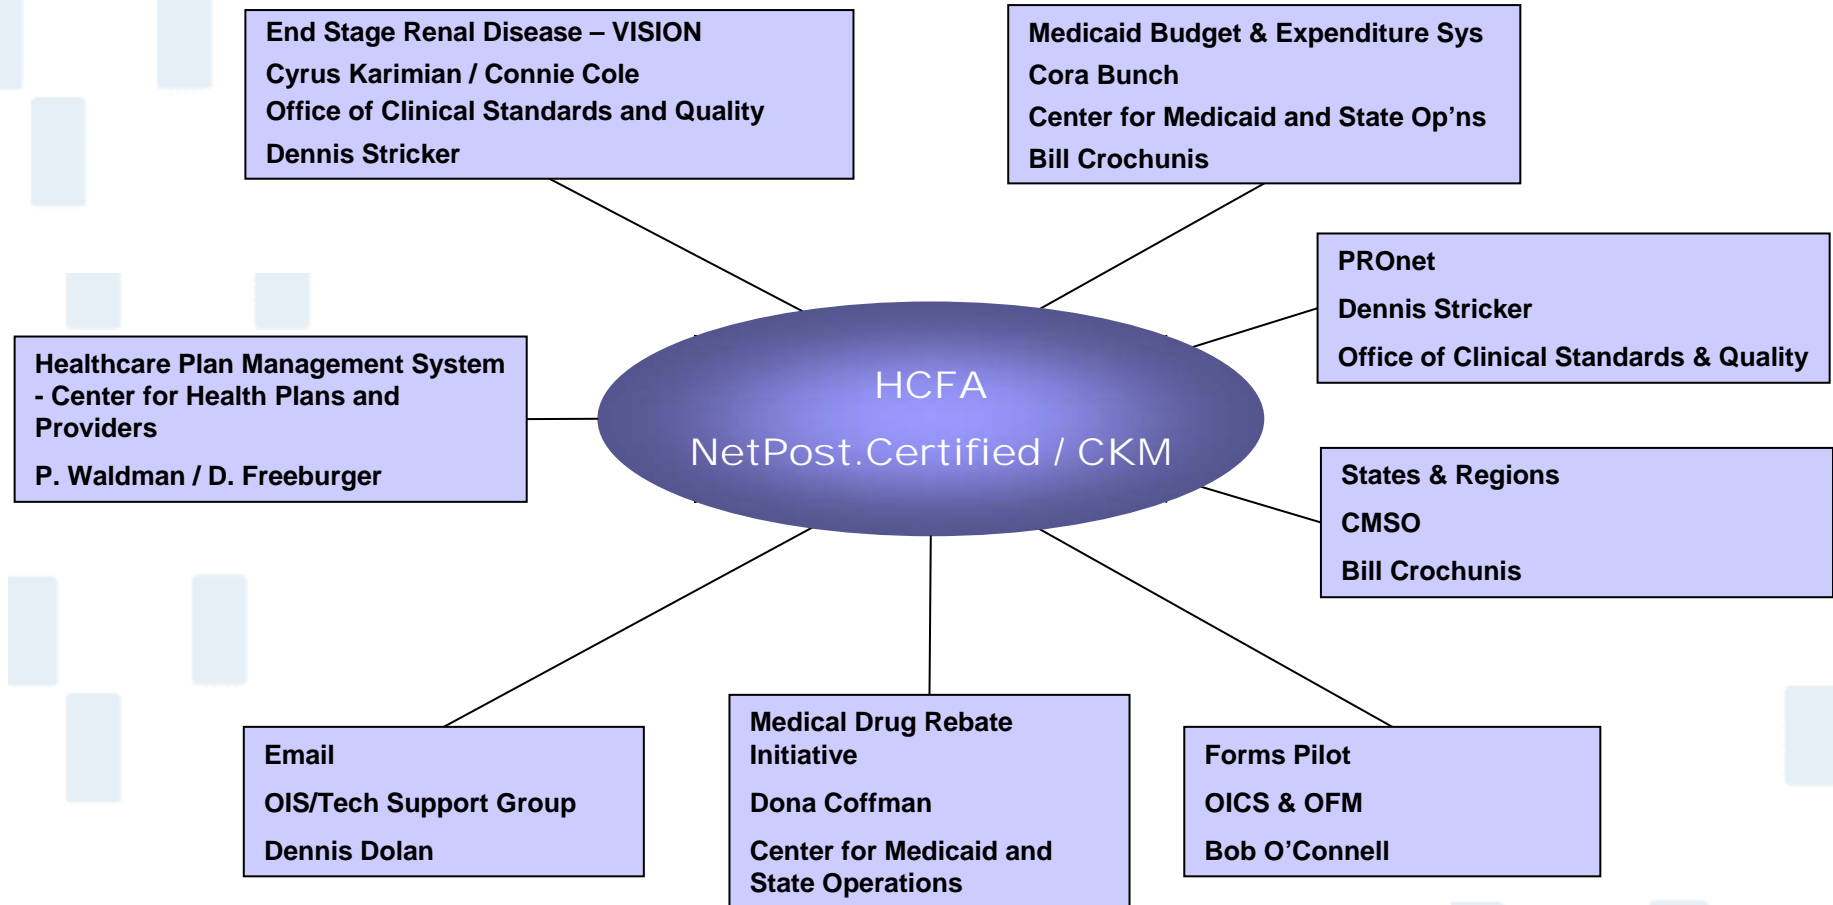 End Stage Renal Disease – VISION
Cyrus Karimian / Connie Cole
Office of Clinical Standards and Quality
Dennis Stricker
Medicaid Budget & Expenditure Sys
Cora Bunch
Center for Medicaid and State Op’ns
Bill Crochunis
PROnet
Dennis Stricker
Office of Clinical Standards & Quality
Healthcare Plan Management System
- Center for Health Plans and
Providers
P. Waldman / D. Freeburger
HCFA
NetPost.Certified / CKM
States & Regions
CMSO
Bill Crochunis
Email
OIS/Tech Support Group
Dennis Dolan
Medical Drug Rebate
Initiative
Dona Coffman
Center for Medicaid and
State Operations
Forms Pilot
OICS & OFM
Bob O’Connell